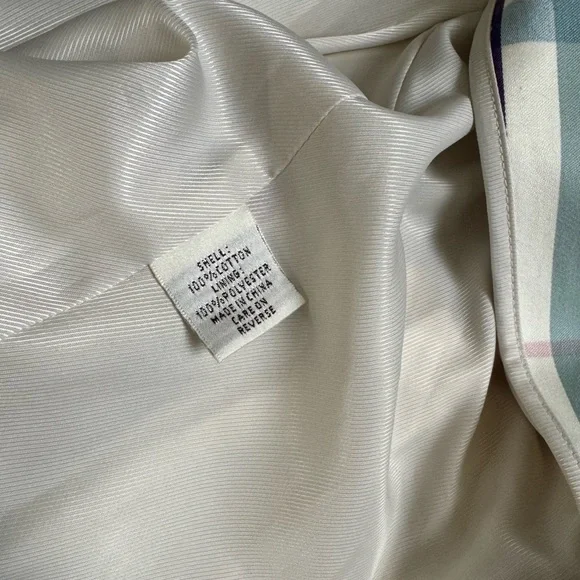 SHELL:
100%COTTON
LINING:
100%POLYESTER
MADE IN CHINA
CARE ON
REVERSE